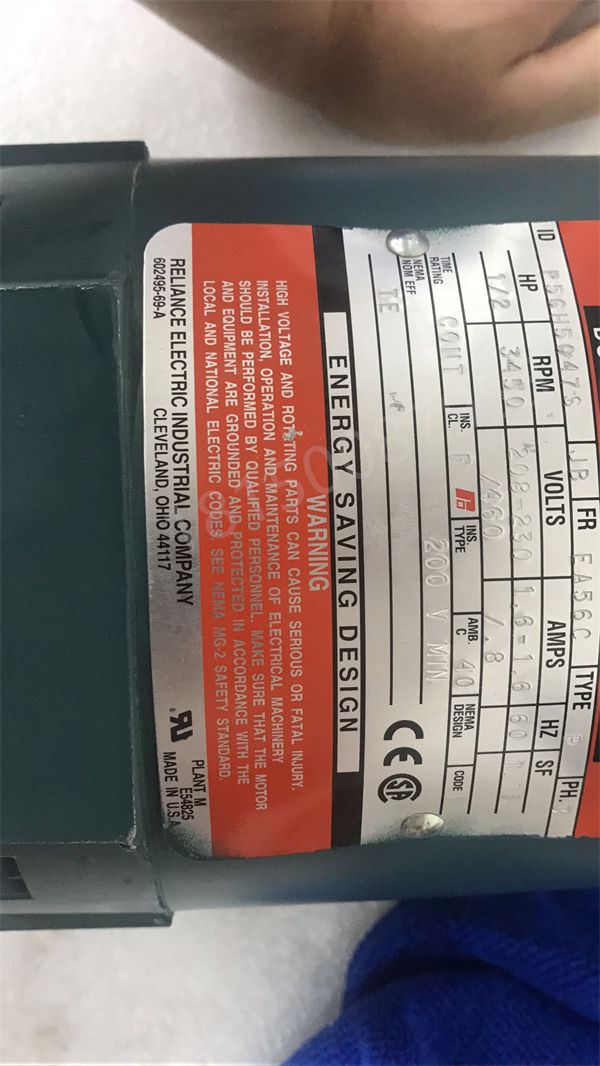 ID P56H5047S JB FR EA56C TYPE P PH.
HP RPM VOLTS AMPS HZ SF
1/2 3450 *208-230 1.6-1.6 60
/460 /.8
TIME RATING CONT INS. CL. F INS. TYPE AMB. C 40 NEMA DESIGN CODE
NEMA NOM EFF 200 V MIN
TE
ENERGY SAVING DESIGN
WARNING
HIGH VOLTAGE AND ROTATING PARTS CAN CAUSE SERIOUS OR FATAL INJURY.
INSTALLATION, OPERATION AND MAINTENANCE OF ELECTRICAL MACHINERY
SHOULD BE PERFORMED BY QUALIFIED PERSONNEL. MAKE SURE THAT THE MOTOR
AND EQUIPMENT ARE GROUNDED AND PROTECTED IN ACCORDANCE WITH THE
LOCAL AND NATIONAL ELECTRIC CODES. SEE NEMA MG-2 SAFETY STANDARD.
RELIANCE ELECTRIC INDUSTRIAL COMPANY
602495-69-A CLEVELAND, OHIO 44117
PLANT M
E54825
MADE IN U.S.A.